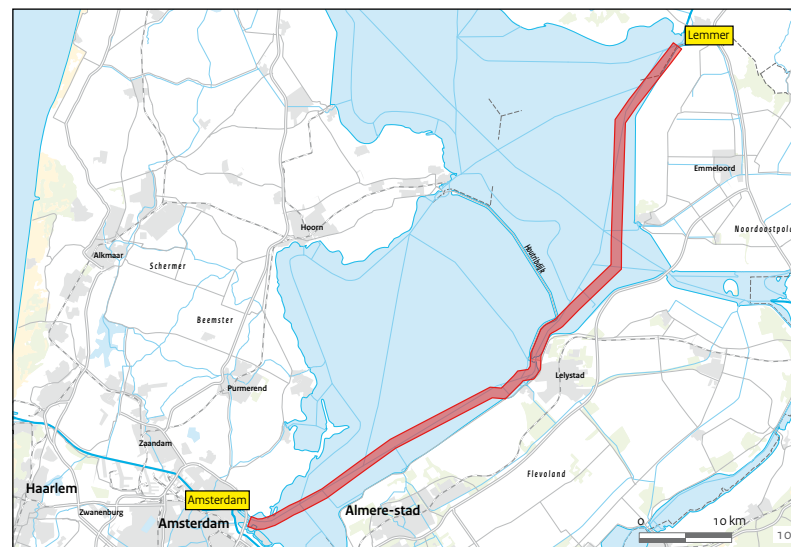 Lemmer
Emmeloord
Noordoostpol
Hoorn
Houtribdijk
Alkmaar
Schermer
Beemster
Purmerend
Lelystad
Zaandam
Flevoland
Haarlem
Amsterdam
Zwanenburg
Amsterdam
Almere-stad
0 10 km
10